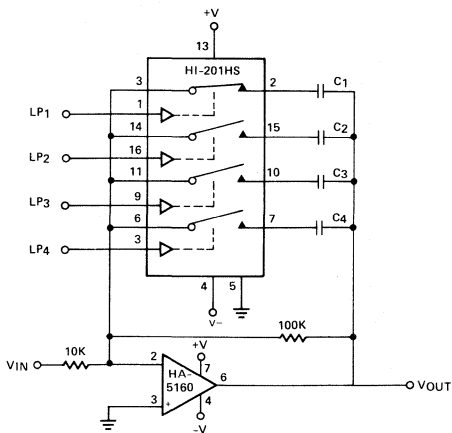 +V
13
HI-201HS
3
2
C1
LP1
1
14
15
C2
LP2
16
11
10
C3
LP3
9
6
7
C4
LP4
3
4
5
V-
100K
+V
VIN
10K
2
7
HA-
5160
6
VOUT
3
+
4
-V